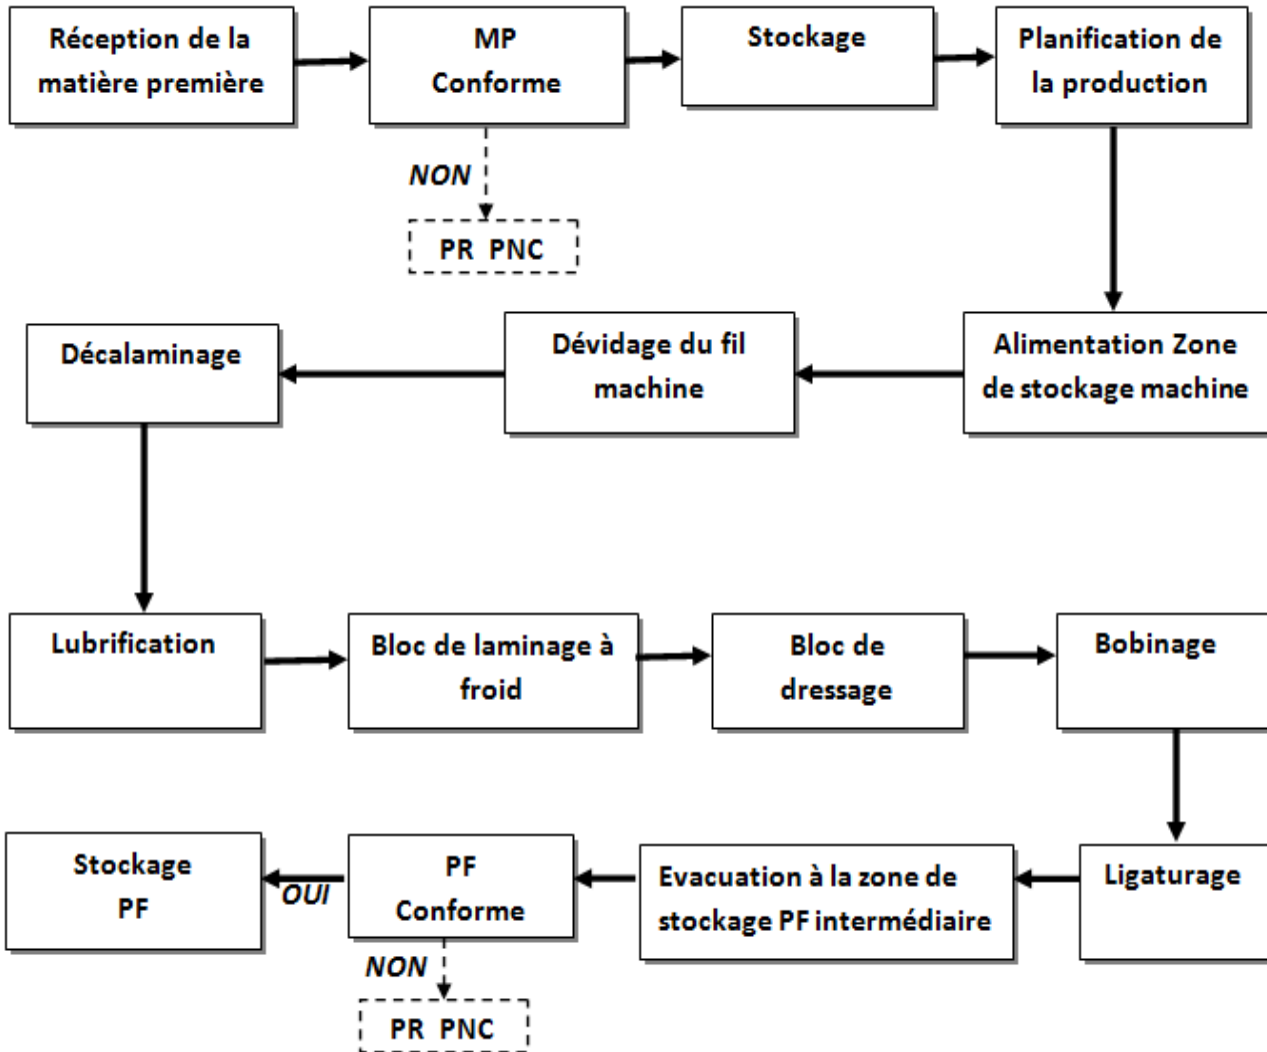 Réception de la
matière première
MP
Conforme
Stockage
Planification de
la production
NON
PR PNC
Alimentation Zone
de stockage machine
Dévidage du fil
machine
Décalaminage
Lubrification
Bloc de laminage à
froid
Bloc de
dressage
Bobinage
Ligaturage
Evacuation à la zone de
stockage PF intermédiaire
PF
Conforme
OUI
Stockage
PF
NON
PR PNC